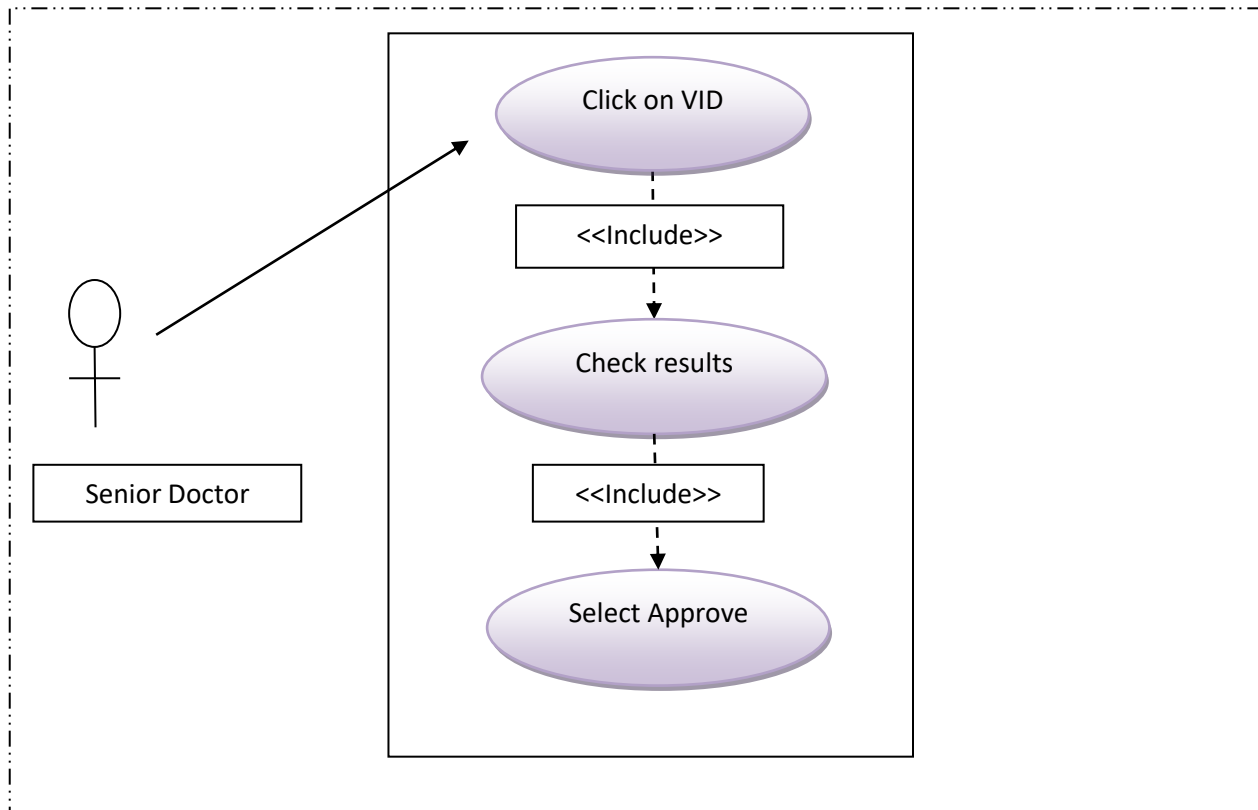 Click on VID
<<Include>>
Check results
Senior Doctor
<<Include>>
Select Approve